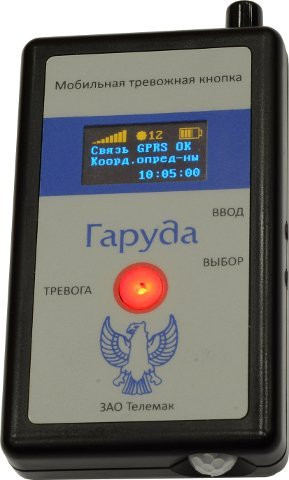 Мобильная тревожная кнопка
12
Связь GPRS OK
Коорд.опред-ны
10:05:00
ВВОД
Гаруда
ВЫБОР
ТРЕВОГА
ЗАО Телемак